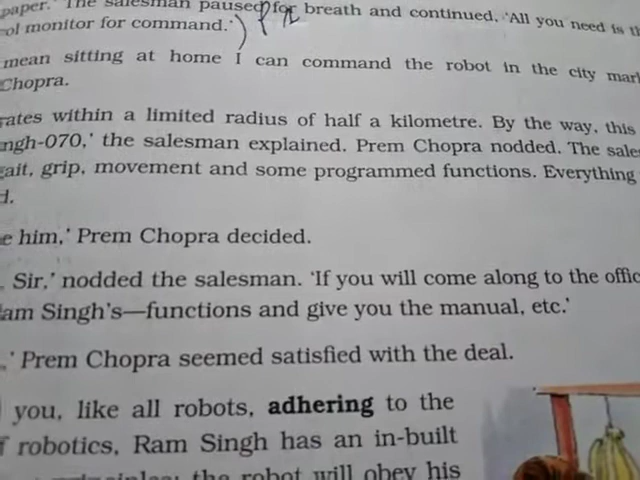 paper.' The salesman paused for breath and continued, 'All you need is
ol monitor for command.'
mean sitting at home I can command the robot in the city
Chopra.
rates within a limited radius of half a kilometre. By the way, this
ngh-070,' the salesman explained. Prem Chopra nodded. The
gait, grip, movement and some programmed functions. Everything
d.
e him,' Prem Chopra decided.
Sir,' nodded the salesman. 'If you will come along to the offic
am Singh's—functions and give you the manual, etc.'
.' Prem Chopra seemed satisfied with the deal.
you, like all robots, adhering to the
f robotics, Ram Singh has an in-built
the robot will obey his